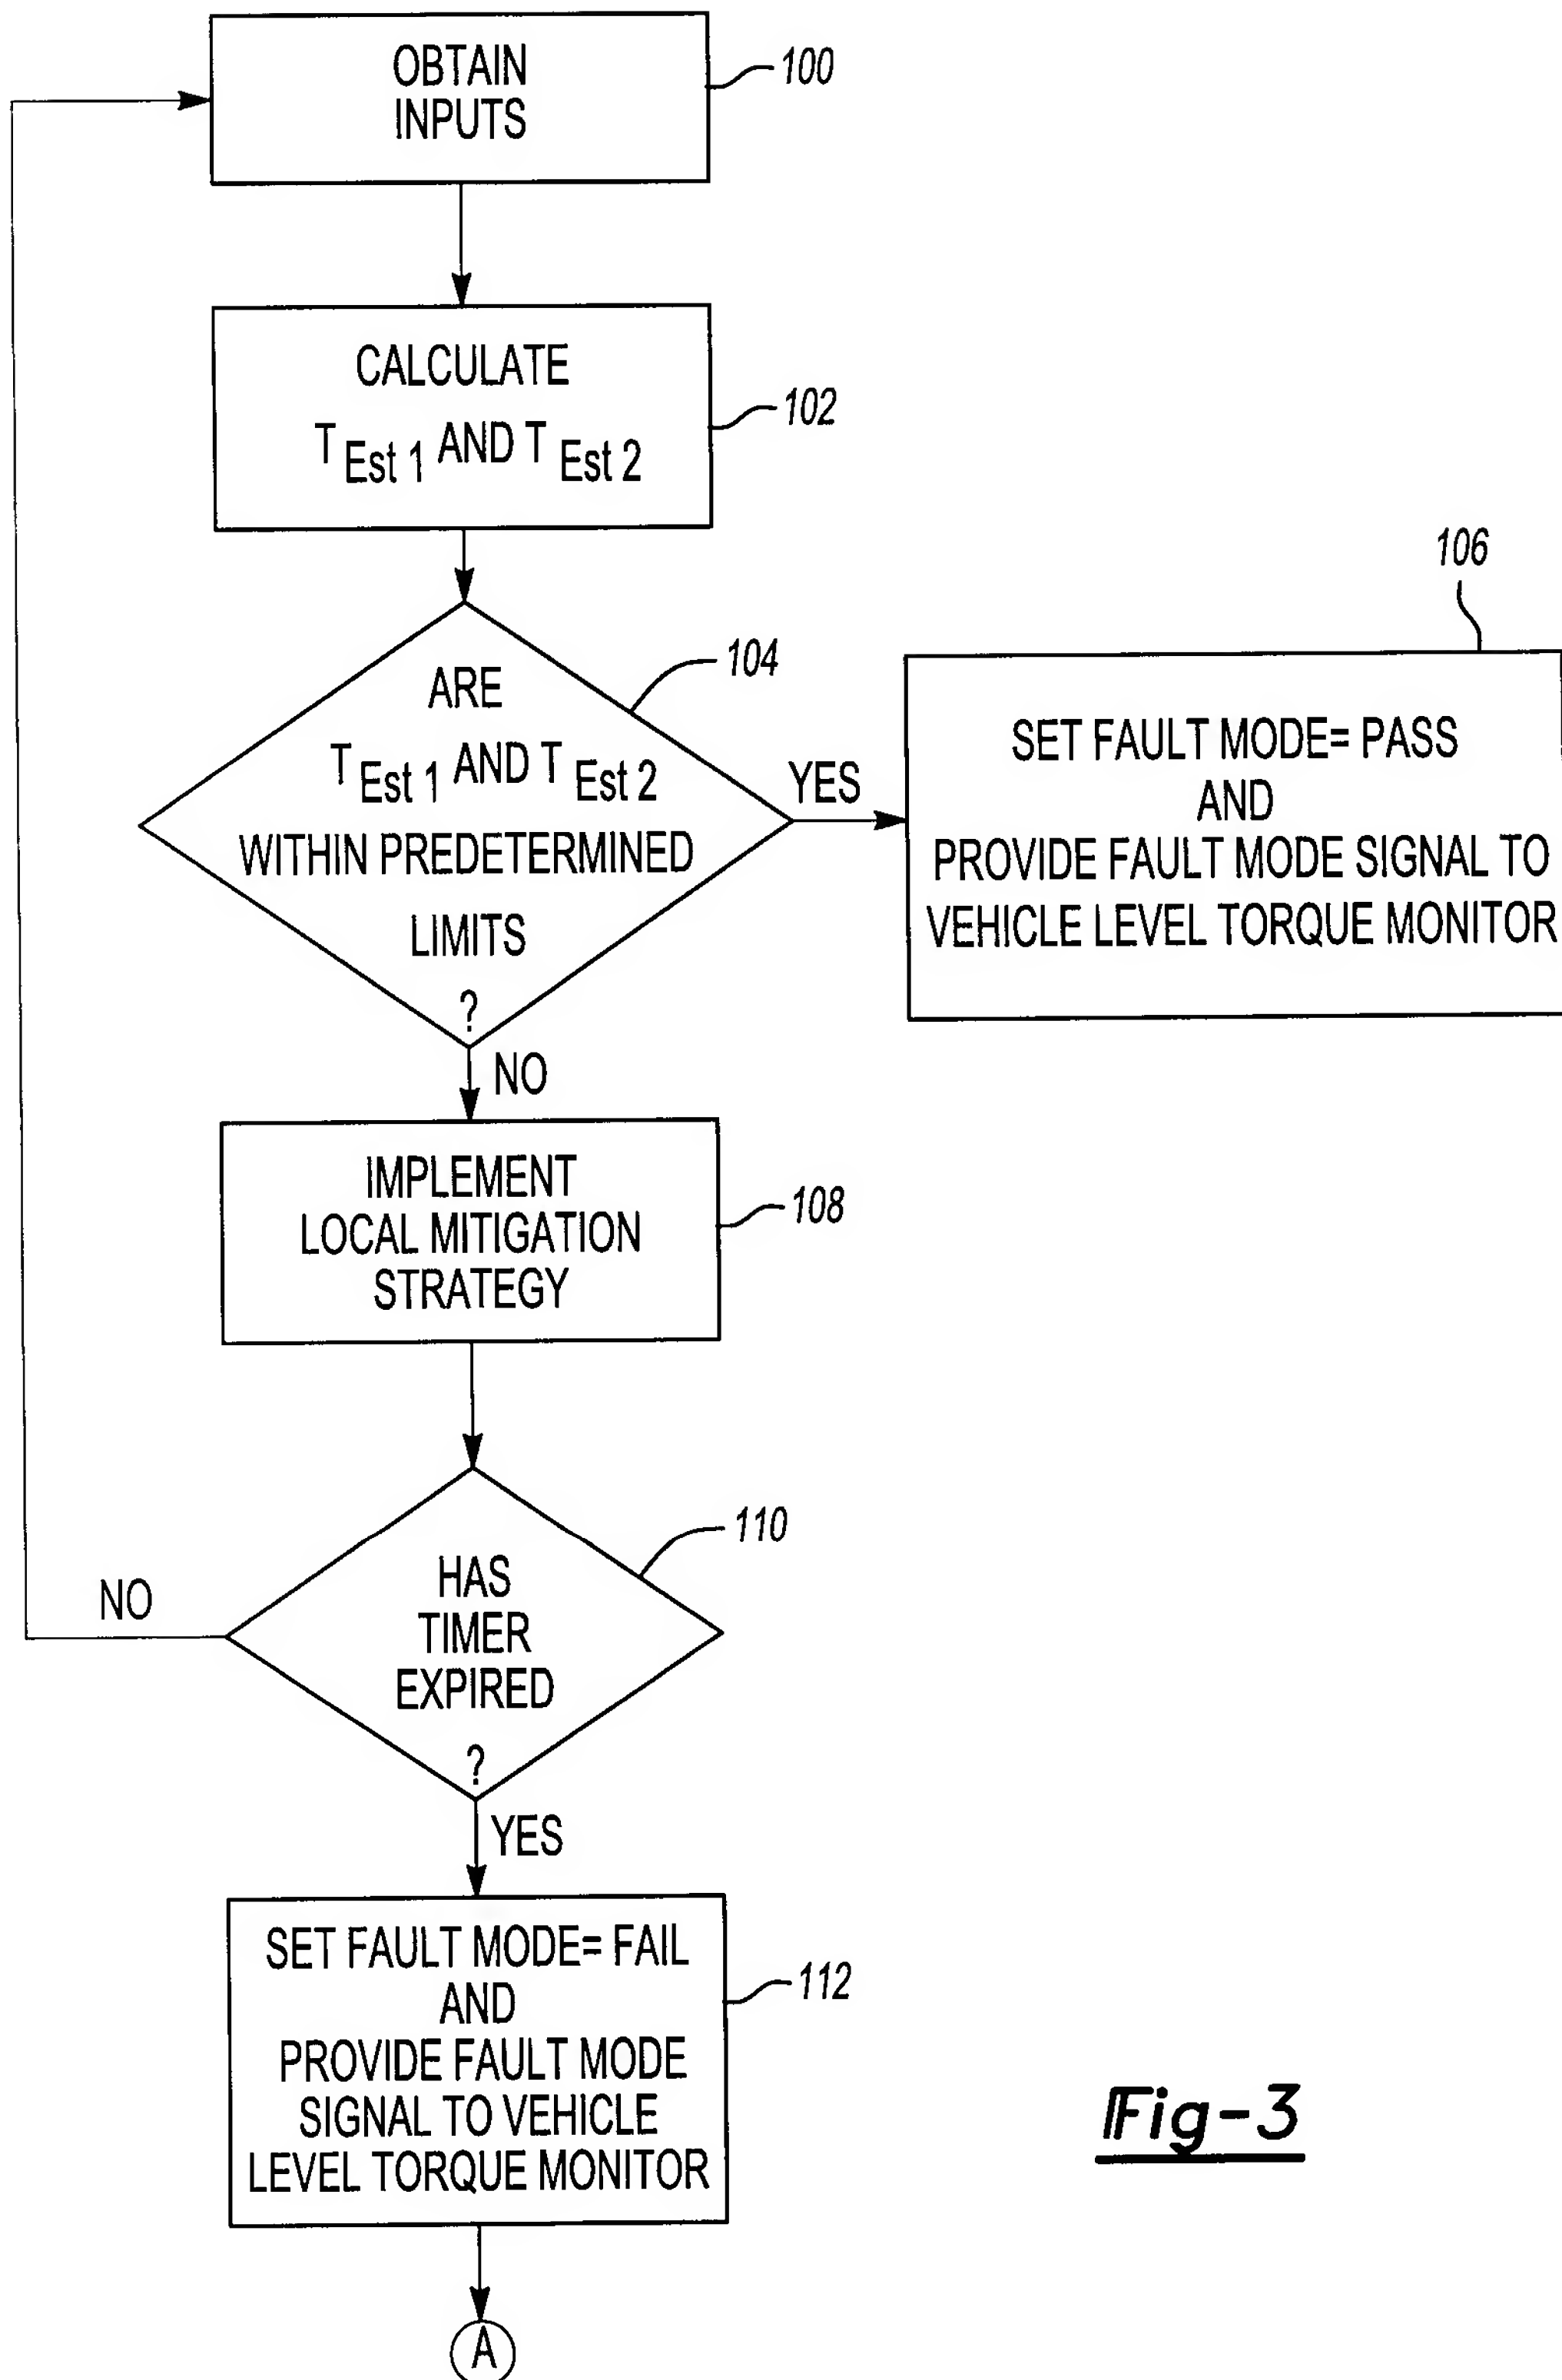 OBTAIN
INPUTS
100
CALCULATE
T Est 1 AND T Est 2
102
ARE
T Est 1 AND T Est 2
WITHIN PREDETERMINED
LIMITS
?
104
YES
106
SET FAULT MODE= PASS
AND
PROVIDE FAULT MODE SIGNAL TO
VEHICLE LEVEL TORQUE MONITOR
NO
IMPLEMENT
LOCAL MITIGATION
STRATEGY
108
HAS
TIMER
EXPIRED
?
110
NO
YES
SET FAULT MODE= FAIL
AND
PROVIDE FAULT MODE
SIGNAL TO VEHICLE
LEVEL TORQUE MONITOR
112
A
Fig-3